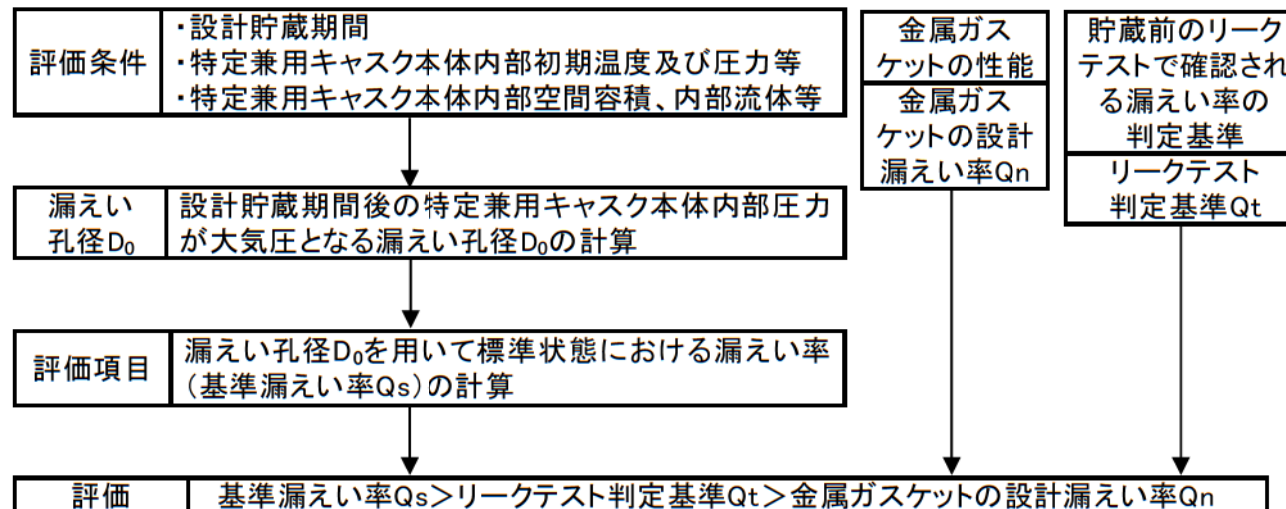 評価条件
・設計貯蔵期間
・特定兼用キャスク本体内部初期温度及び圧力等
・特定兼用キャスク本体内部空間容積、内部流体等
漏えい
孔径D₀
設計貯蔵期間後の特定兼用キャスク本体内部圧力
が大気圧となる漏えい孔径D₀の計算
評価項目
漏えい孔径D₀を用いて標準状態における漏えい率
（基準漏えい率Qs）の計算
金属ガス
ケットの性能
金属ガス
ケットの設計
漏えい率Qn
貯蔵前のリーク
テストで確認され
る漏えい率の
判定基準
リークテスト
判定基準Qt
評価
基準漏えい率Qs＞リークテスト判定基準Qt＞金属ガスケットの設計漏えい率Qn